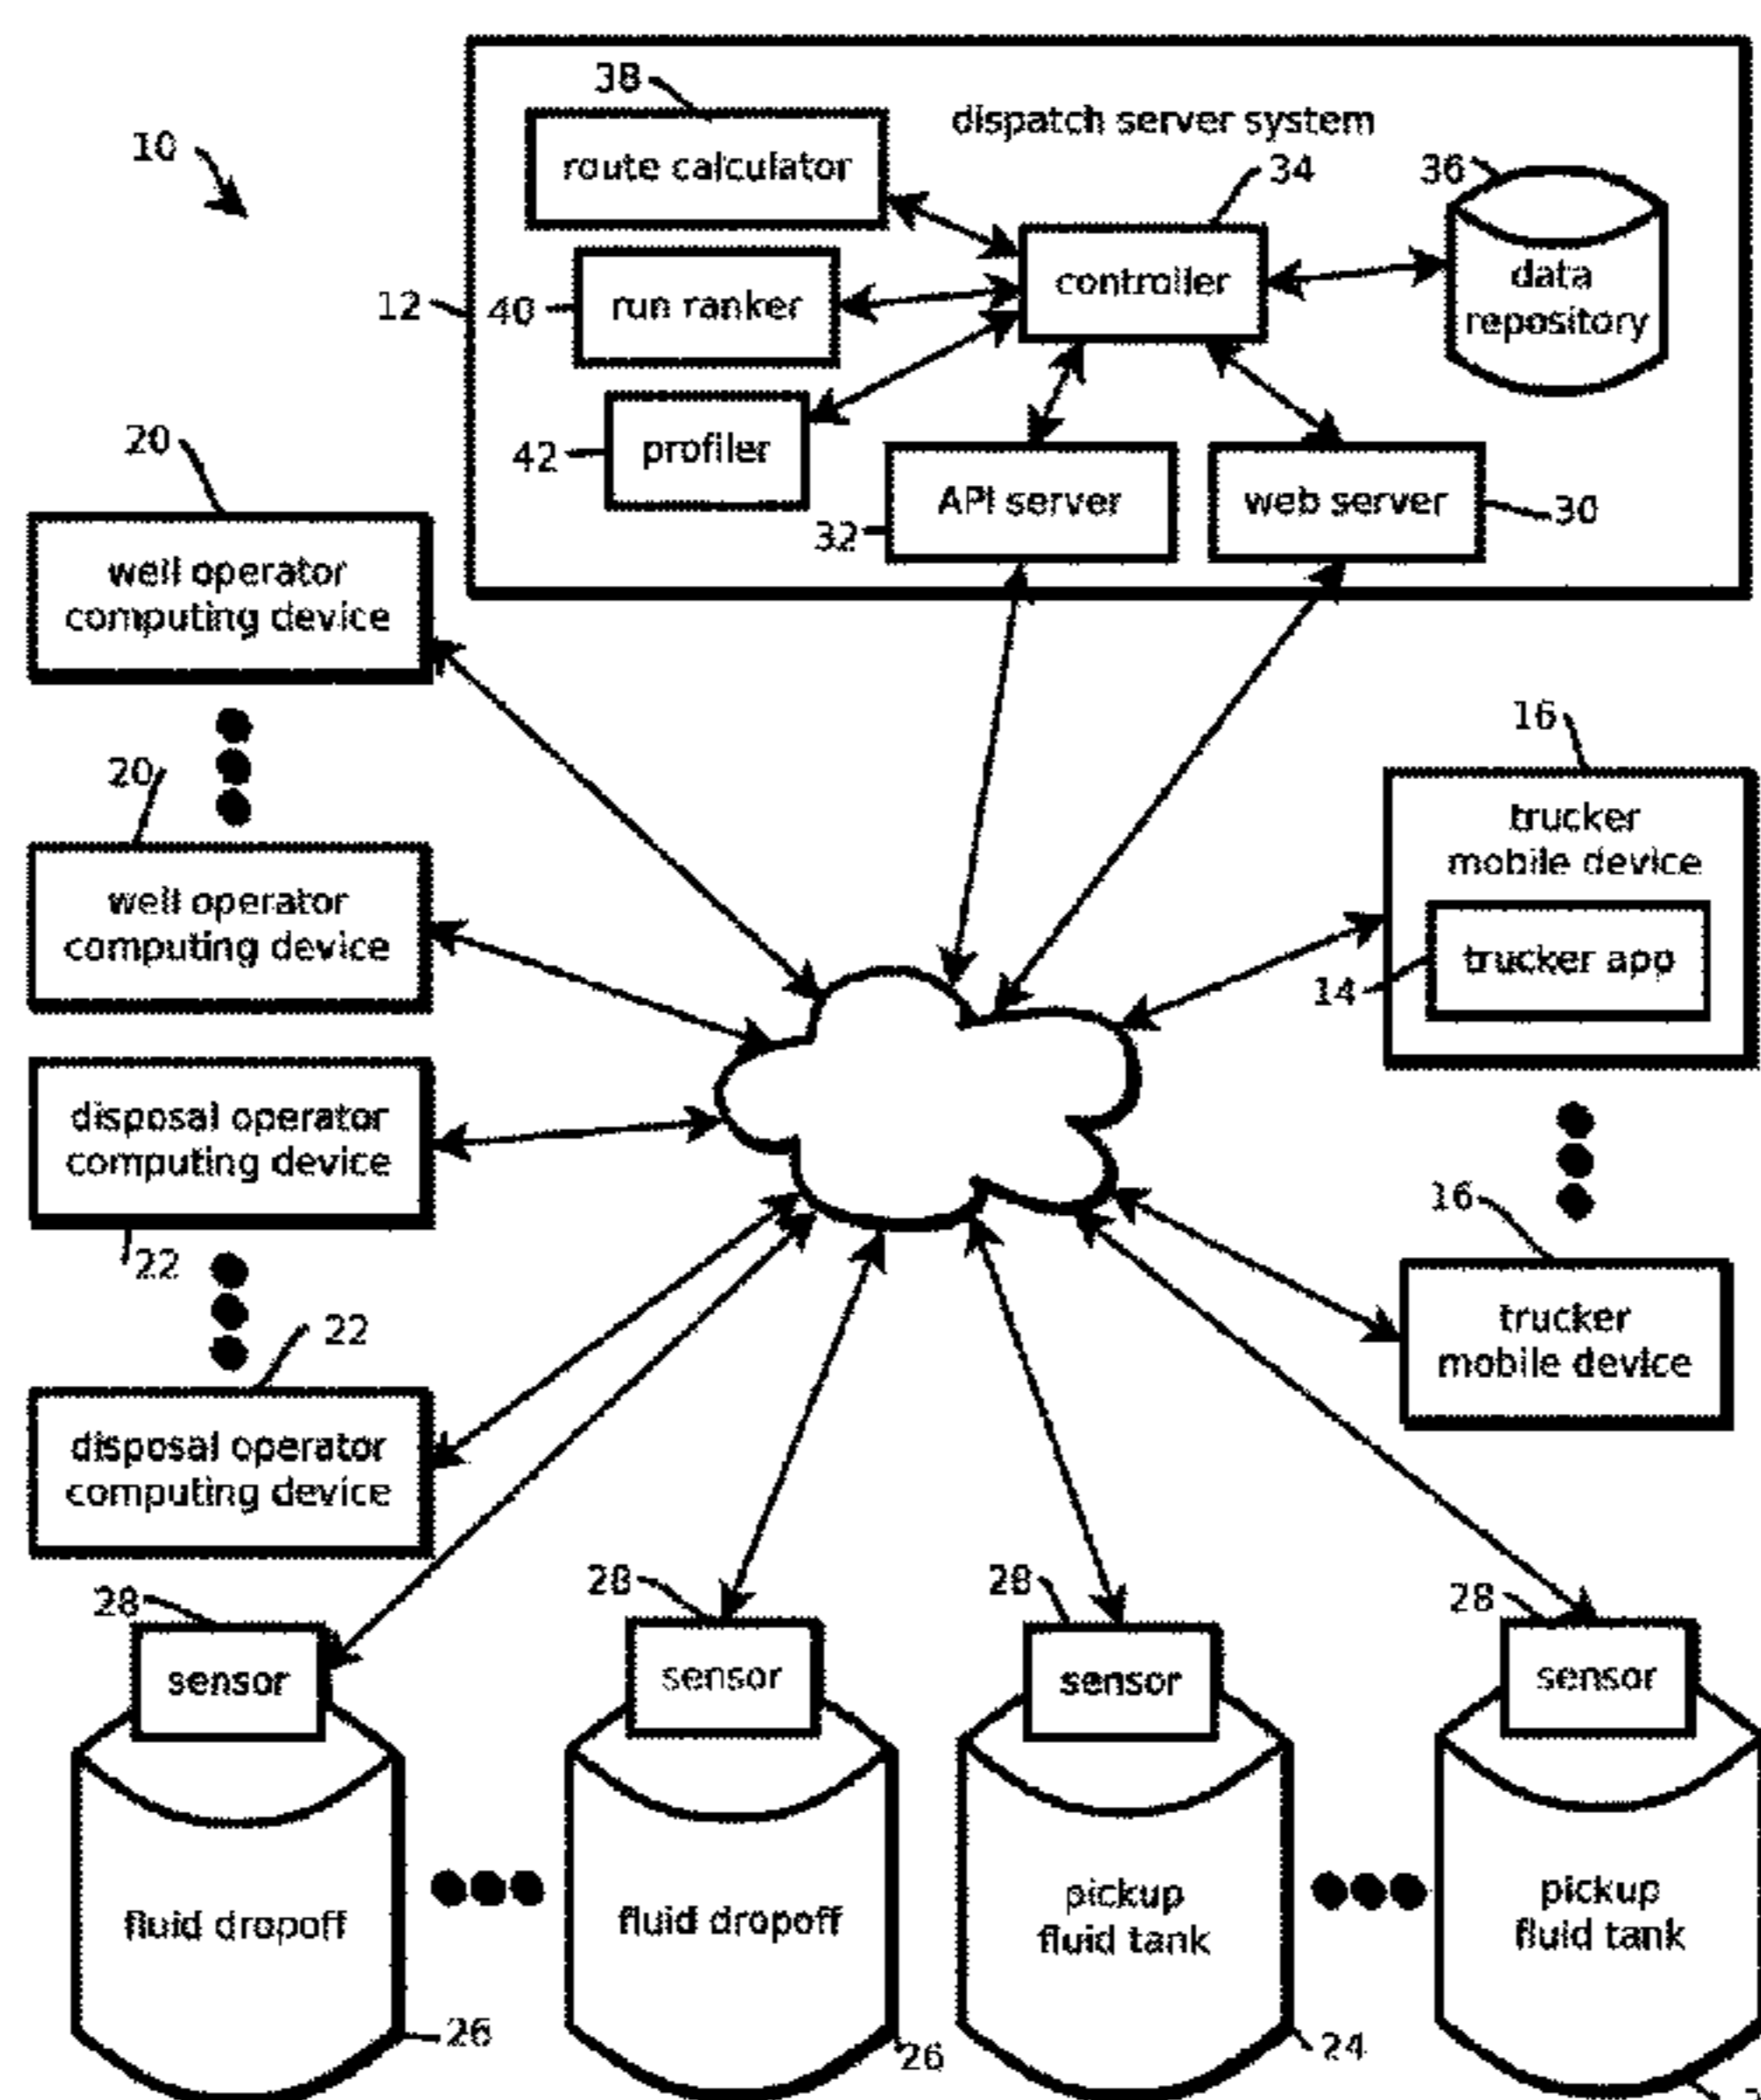 38
dispatch server system
10
route calculator
34
36
controller
data
repository
12
40
run ranker
20
42
profiler
API server
web server
32
30
well operator
computing device
16
20
trucker
mobile device
well operator
computing device
trucker app
14
disposal operator
computing device
16
22
22
trucker
mobile device
disposal operator
computing device
28
28
28
28
sensor
sensor
sensor
sensor
fluid dropoff
fluid dropoff
pickup
fluid tank
pickup
fluid tank
26
26
24